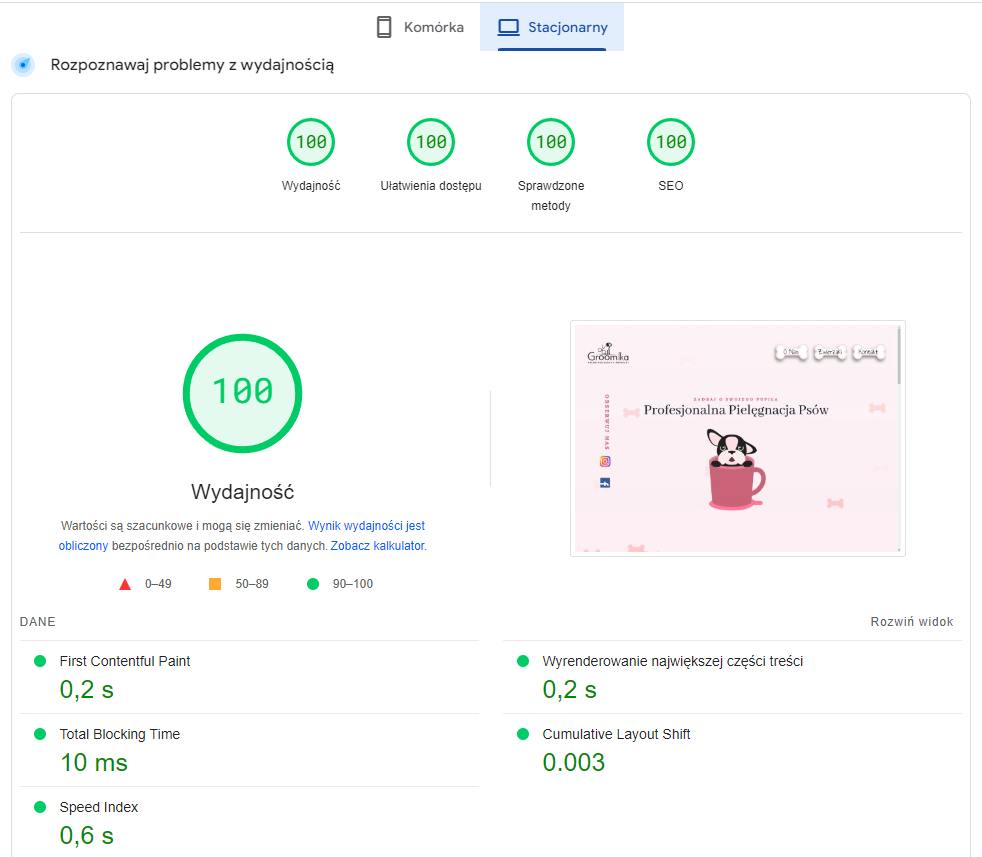 Komórka
Stacjonarny
Rozpoznawaj problemy z wydajnością
100
100
100
100
Wydajność
Ułatwienia dostępu
Sprawdzone
metody
SEO
100
Wydajność
Wartości są szacunkowe i mogą się zmieniać. Wynik wydajności jest
obliczony bezpośrednio na podstawie tych danych. Zobacz kalkulator.
0–49
50–89
90–100
Groomika
O Nas
Zwierzaki
Kontakt
OBSERWUJ NAS
ZADBAJ O SWOJEGO PUPILA
Profesjonalna Pielęgnacja Psów
DANE
Rozwiń widok
First Contentful Paint
0,2 s
Wyrenderowanie największej części treści
0,2 s
Total Blocking Time
10 ms
Cumulative Layout Shift
0.003
Speed Index
0,6 s